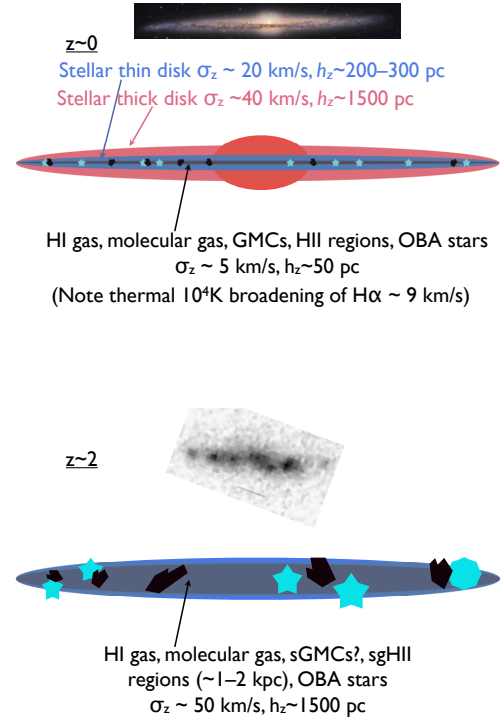 z~0
Stellar thin disk σz ~ 20 km/s, hz~200–300 pc
Stellar thick disk σz ~40 km/s, hz~1500 pc
HI gas, molecular gas, GMCs, HII regions, OBA stars
σz ~ 5 km/s, hz~50 pc
(Note thermal 10⁴K broadening of Hα ~ 9 km/s)
z~2
HI gas, molecular gas, sGMCs?, sgHII
regions (~1–2 kpc), OBA stars
σz ~ 50 km/s, hz~1500 pc